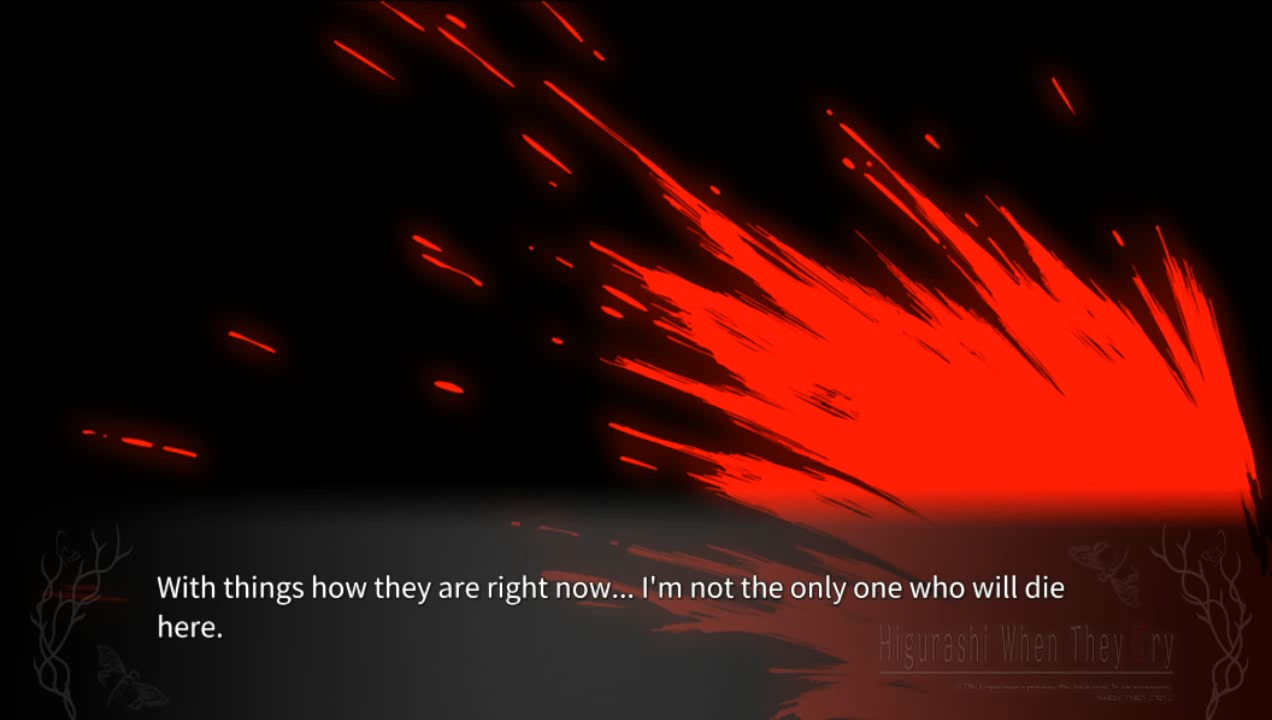 With things how they are right now... I'm not the only one who will die
here.
Higurashi When They Cry